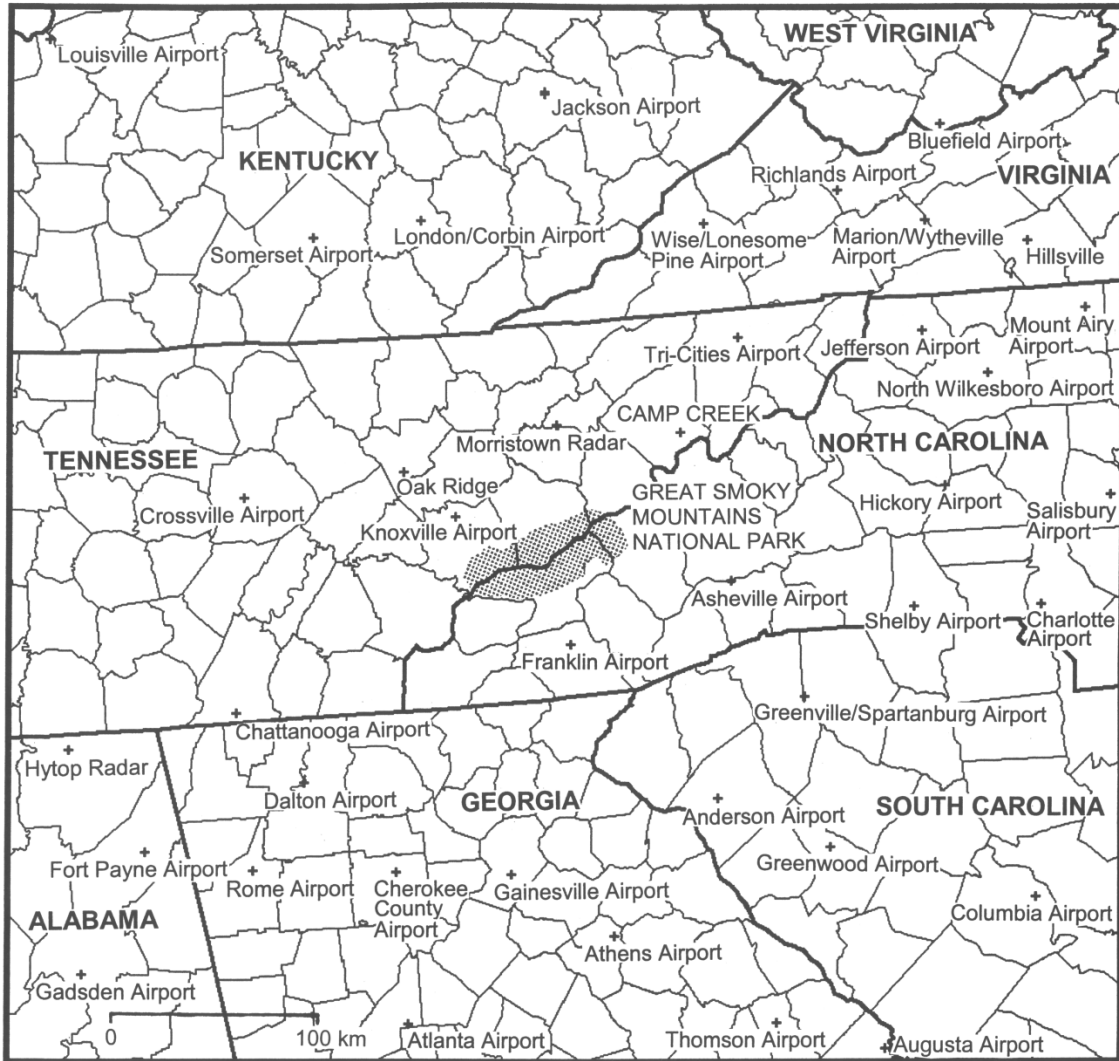 WEST VIRGINIA
Louisville Airport
Jackson Airport
Bluefield Airport
KENTUCKY
Richlands Airport
VIRGINIA
London/Corbin Airport
Somerset Airport
Wise/Lonesome
Pine Airport
Marion/Wytheville
Airport
Hillsville
Mount Airy
Airport
Tri-Cities Airport
Jefferson Airport
North Wilkesboro Airport
CAMP CREEK
Morristown Radar
NORTH CAROLINA
TENNESSEE
Oak Ridge
GREAT SMOKY
MOUNTAINS
NATIONAL PARK
Hickory Airport
Salisbury
Airport
Crossville Airport
Knoxville Airport
Asheville Airport
Shelby Airport
Charlotte
Airport
Franklin Airport
Chattanooga Airport
Greenville/Spartanburg Airport
Hytop Radar
Dalton Airport
GEORGIA
Anderson Airport
SOUTH CAROLINA
Fort Payne Airport
Rome Airport
Cherokee
County
Airport
Gainesville Airport
Greenwood Airport
ALABAMA
Columbia Airport
Athens Airport
Gadsden Airport
0 100 km
Atlanta Airport
Thomson Airport
Augusta Airport